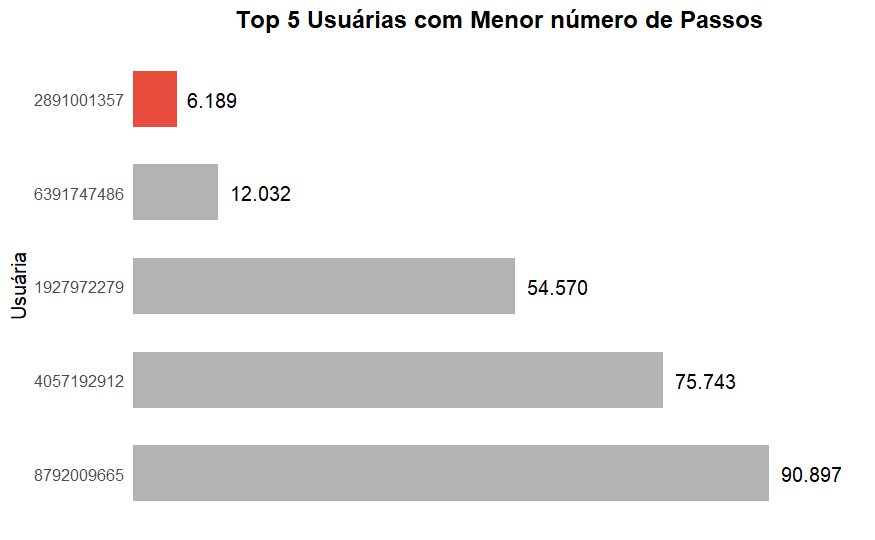 Top 5 Usuárias com Menor número de Passos
Usuária
2891001357 6.189
6391747486 12.032
1927972279 54.570
4057192912 75.743
8792009665 90.897